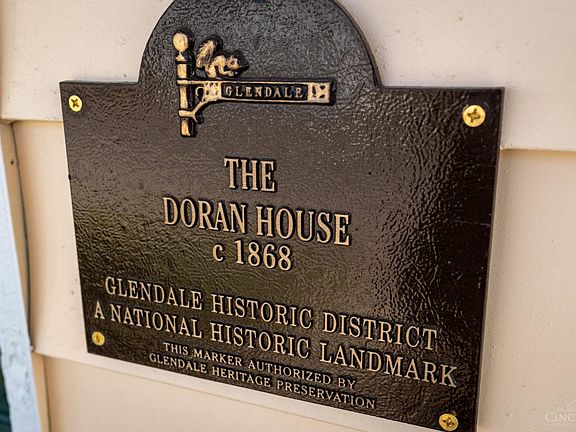 GLENDALE
THE
DORAN HOUSE
c 1868
GLENDALE HISTORIC DISTRICT
A NATIONAL HISTORIC LANDMARK
THIS MARKER AUTHORIZED BY
GLENDALE HERITAGE PRESERVATION